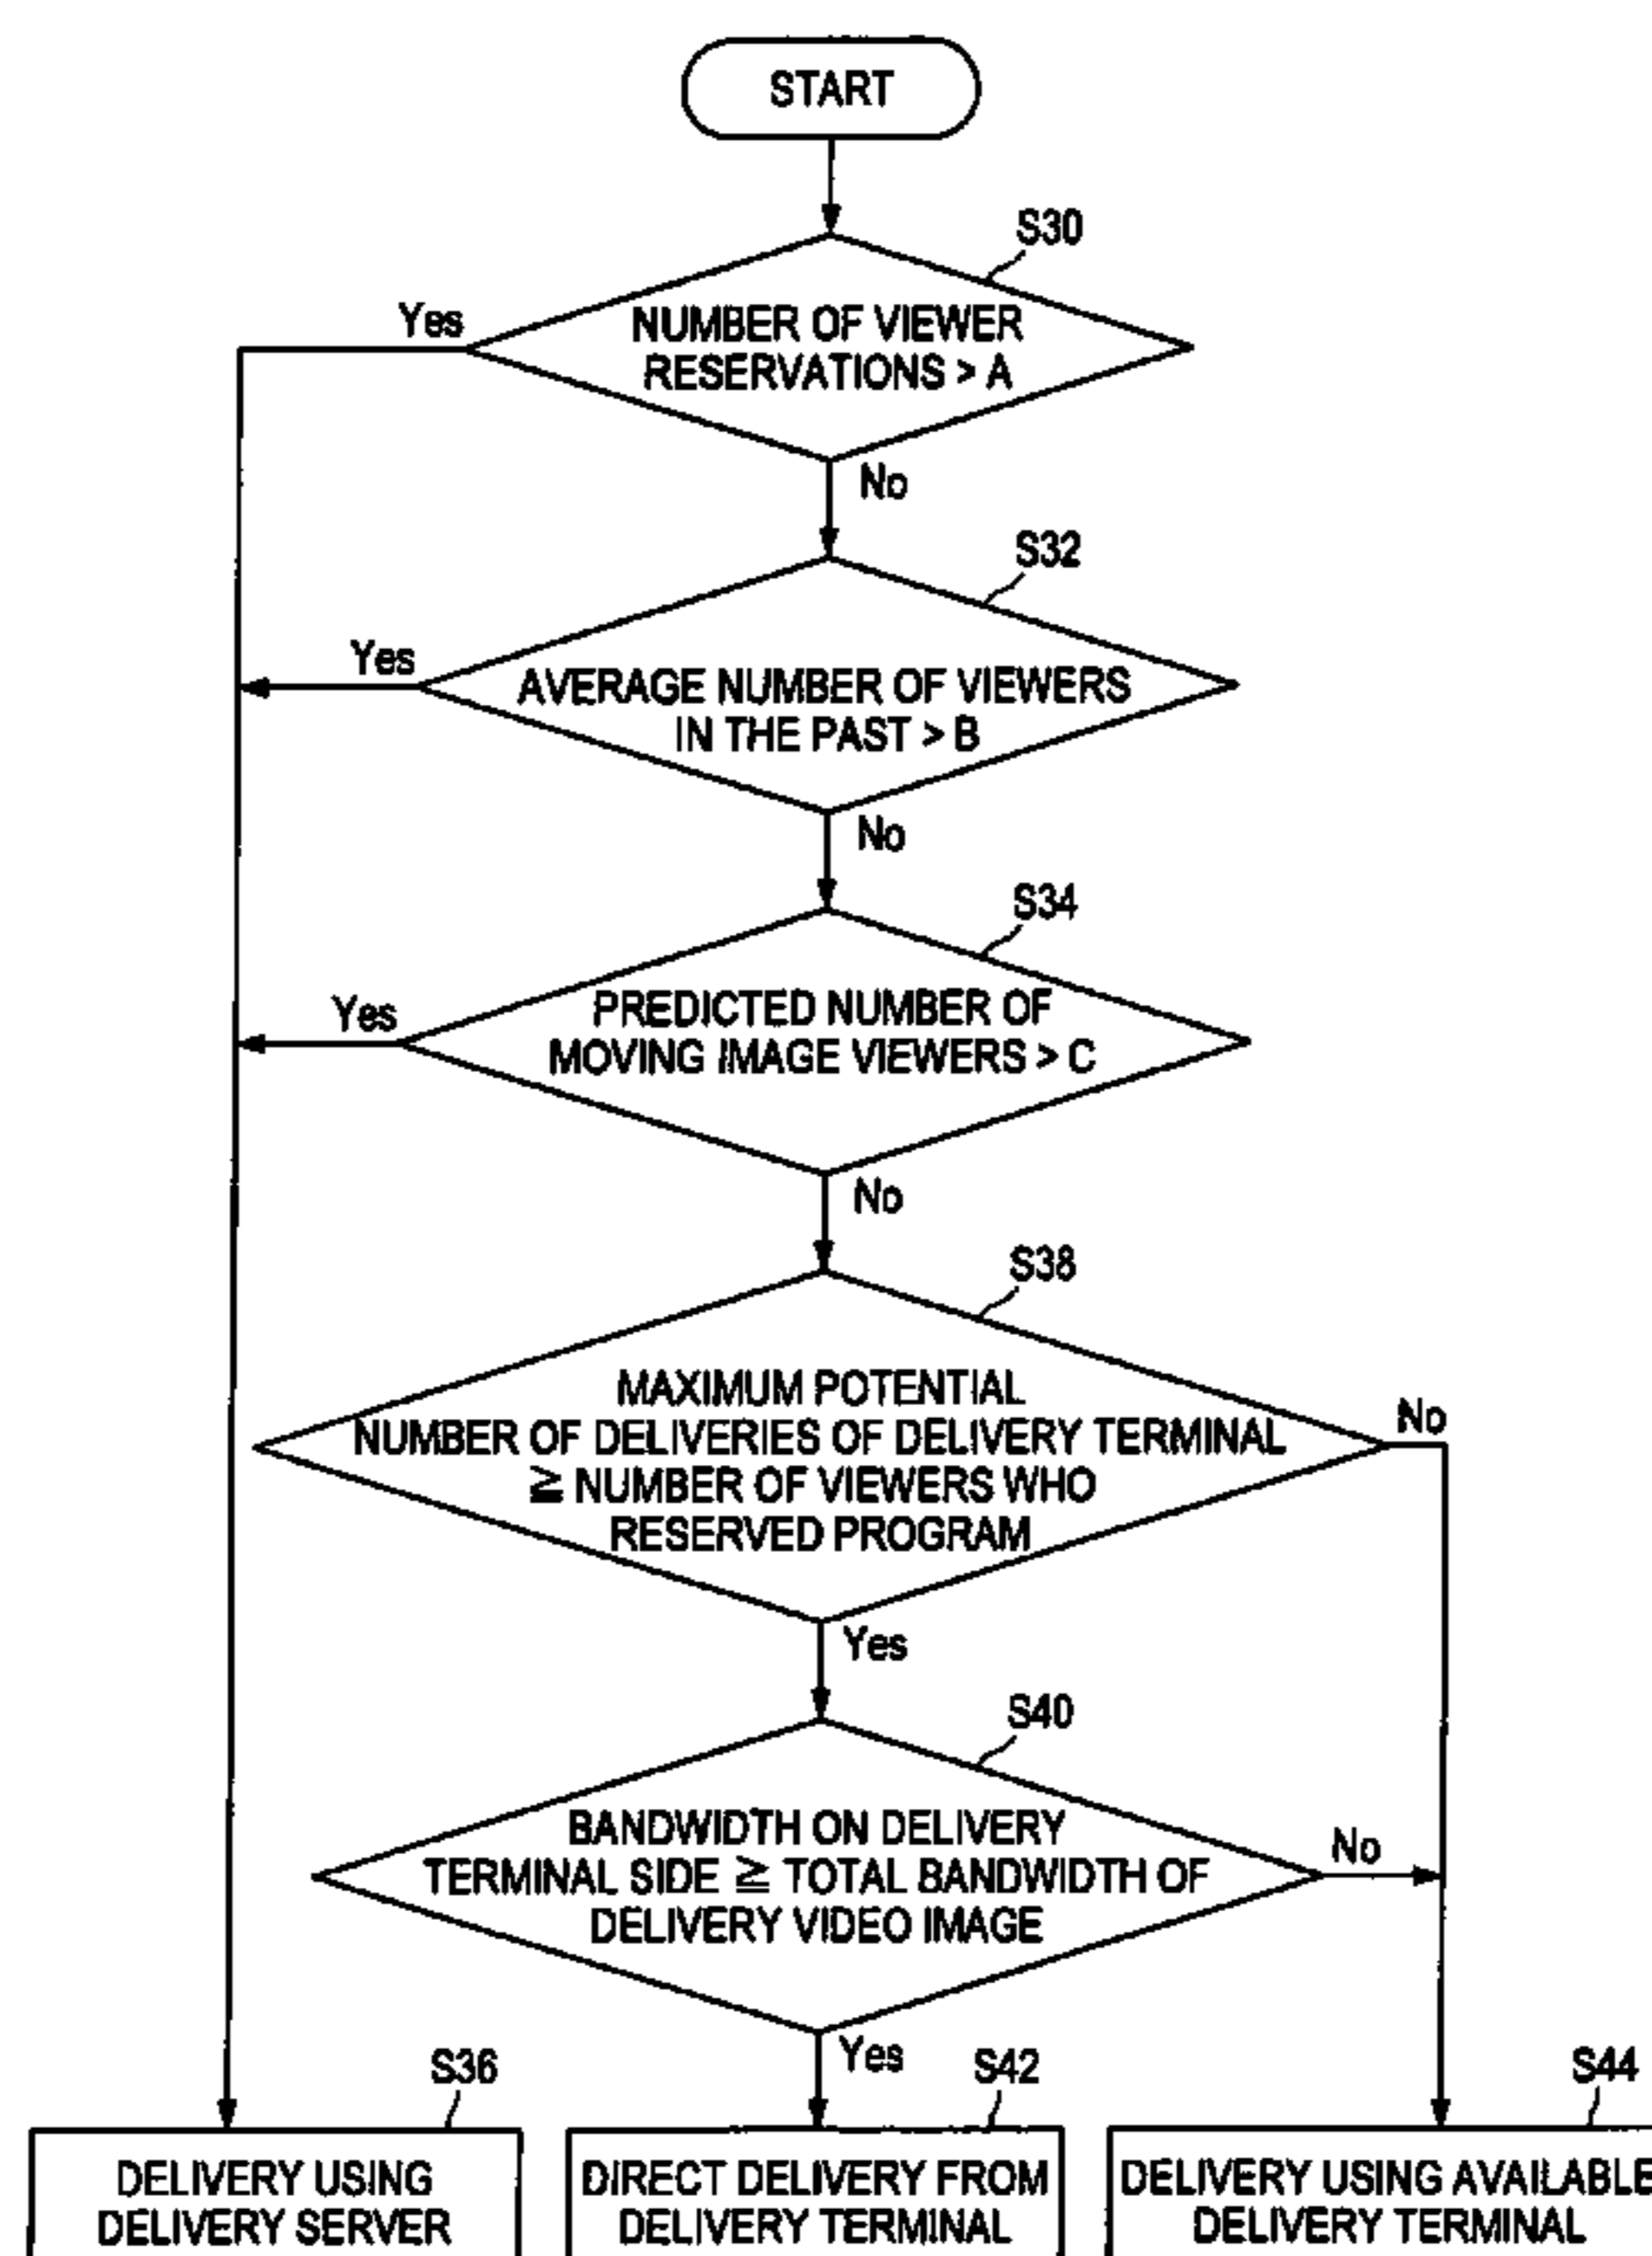 START
S30
Yes
NUMBER OF VIEWER
RESERVATIONS > A
No
S32
Yes
AVERAGE NUMBER OF VIEWERS
IN THE PAST > B
No
S34
Yes
PREDICTED NUMBER OF
MOVING IMAGE VIEWERS > C
No
S38
MAXIMUM POTENTIAL
NUMBER OF DELIVERIES OF DELIVERY TERMINAL
≧ NUMBER OF VIEWERS WHO
RESERVED PROGRAM
No
Yes
S40
BANDWIDTH ON DELIVERY
TERMINAL SIDE ≧ TOTAL BANDWIDTH OF
DELIVERY VIDEO IMAGE
No
Yes
S36
DELIVERY USING
DELIVERY SERVER
S42
DIRECT DELIVERY FROM
DELIVERY TERMINAL
S44
DELIVERY USING AVAILABLE
DELIVERY TERMINAL